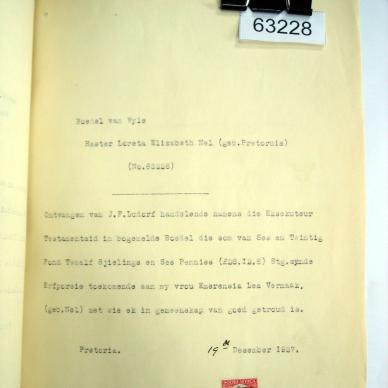 63228
Boedel van Wyle
Hester Loreta Elizabeth Nel (geb.Pretorius)
(No.63228)
Ontvangen van J.F.Ludorf handelende namens die Eksekuteur
Testamentair in bogemelde Boedel die som van Ses en Twintig
Pond Twaalf Sjielings en Ses Pennies (£26.12.6) Stg.synde
Erfporsie toekomende aan my vrou Emerensia Lea Vermaak,
(geb.Nel) met wie ek in gemeenskap van goed getroud is.
Pretoria. 19de Desember 1927.